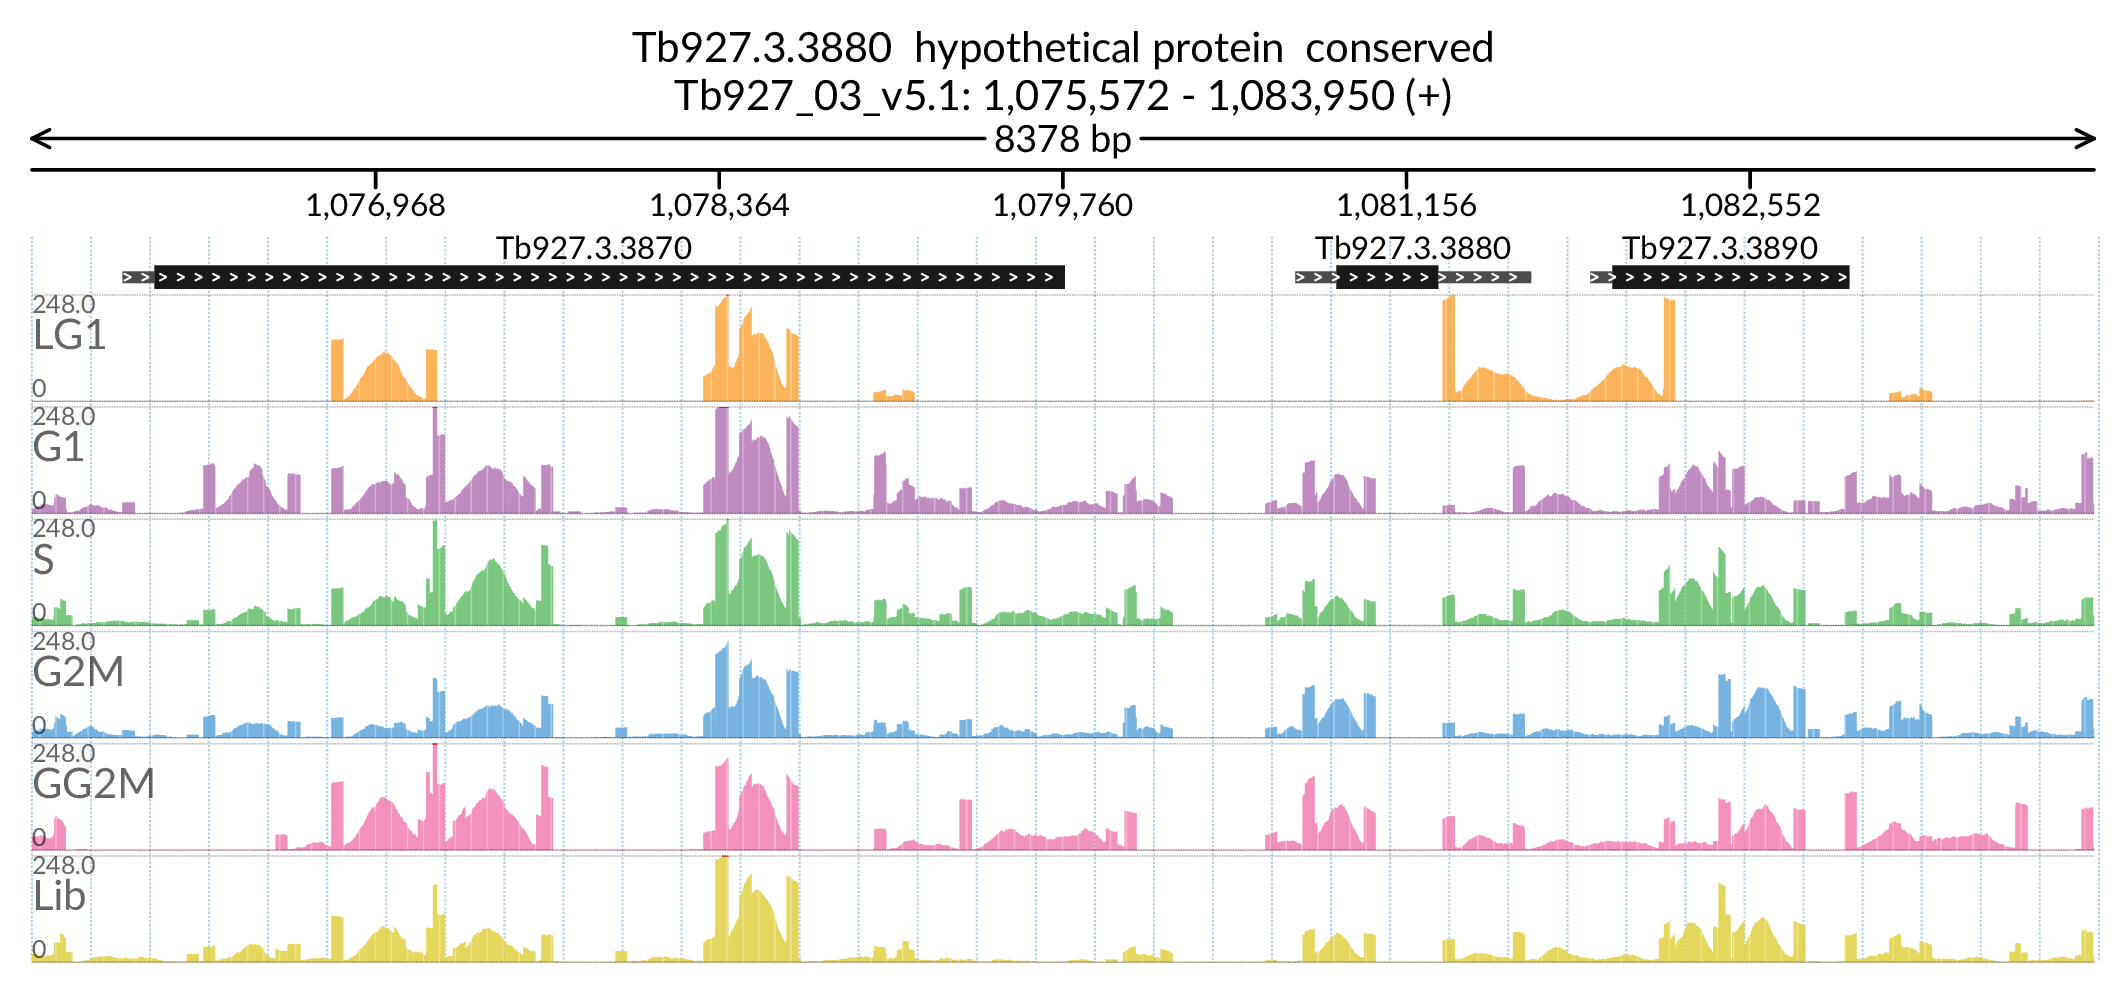 Tb927.3.3880  hypothetical protein  conserved
Tb927_03_v5.1: 1,075,572 - 1,083,950 (+)
8378 bp
1,076,968 1,078,364 1,079,760 1,081,156 1,082,552
Tb927.3.3870 Tb927.3.3880 Tb927.3.3890
248.0
LG1
0
248.0
G1
0
248.0
S
0
248.0
G2M
0
248.0
GG2M
0
248.0
Lib
0